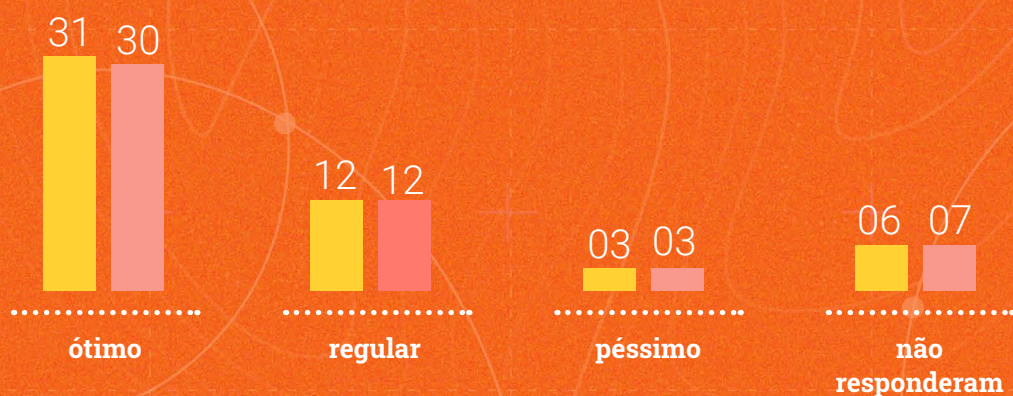 31 30
12 12
03 03
06 07
ótimo
regular
péssimo
não
responderam